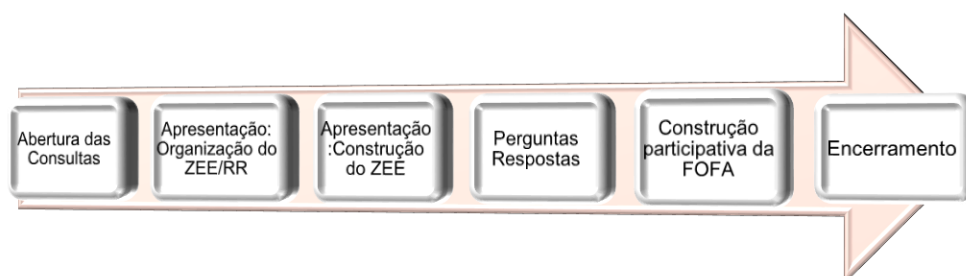 Abertura das
Consultas
Apresentação:
Organização do
ZEE/RR
Apresentação
:Construção
do ZEE
Perguntas
Respostas
Construção
participativa da
FOFA
Encerramento